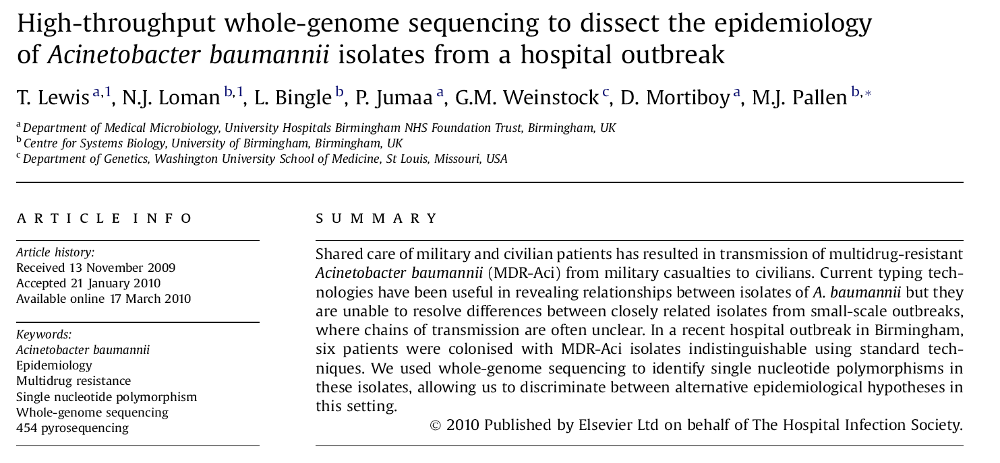 High-throughput whole-genome sequencing to dissect the epidemiology
of Acinetobacter baumannii isolates from a hospital outbreak
T. Lewis a,1, N.J. Loman b,1, L. Bingle b, P. Jumaa a, G.M. Weinstock c, D. Mortiboy a, M.J. Pallen b,*
a Department of Medical Microbiology, University Hospitals Birmingham NHS Foundation Trust, Birmingham, UK
b Centre for Systems Biology, University of Birmingham, Birmingham, UK
c Department of Genetics, Washington University School of Medicine, St Louis, Missouri, USA
ARTICLE INFO
Article history:
Received 13 November 2009
Accepted 21 January 2010
Available online 17 March 2010
Keywords:
Acinetobacter baumannii
Epidemiology
Multidrug resistance
Single nucleotide polymorphism
Whole-genome sequencing
454 pyrosequencing
SUMMARY
Shared care of military and civilian patients has resulted in transmission of multidrug-resistant
Acinetobacter baumannii (MDR-Aci) from military casualties to civilians. Current typing tech-
nologies have been useful in revealing relationships between isolates of A. baumannii but they
are unable to resolve differences between closely related isolates from small-scale outbreaks,
where chains of transmission are often unclear. In a recent hospital outbreak in Birmingham,
six patients were colonised with MDR-Aci isolates indistinguishable using standard tech-
niques. We used whole-genome sequencing to identify single nucleotide polymorphisms in
these isolates, allowing us to discriminate between alternative epidemiological hypotheses in
this setting.
© 2010 Published by Elsevier Ltd on behalf of The Hospital Infection Society.